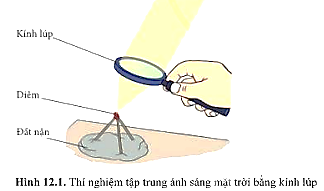 Kính lúp
Diêm
Đất nặn
Hình 12.1. Thí nghiệm tập trung ánh sáng mặt trời bằng kính lúp